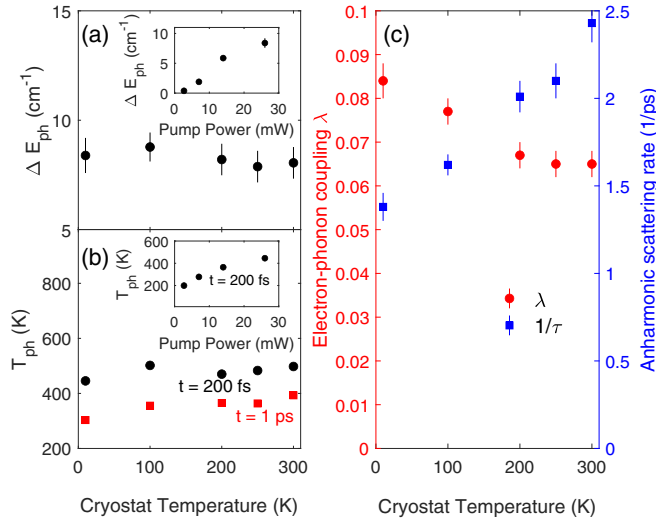 (a)
15
10
5
Δ E_ph (cm⁻¹)
10
5
0
Δ E_ph (cm⁻¹)
0 10 20 30
Pump Power (mW)
(b)
800
600
400
200
T_ph (K)
600
400
200
0
T_ph (K)
t = 200 fs
0 10 20 30
Pump Power (mW)
t = 200 fs
t = 1 ps
0 100 200 300
Cryostat Temperature (K)
(c)
0.1
0.09
0.08
0.07
0.06
0.05
0.04
0.03
0.02
0.01
0
Electron-phonon coupling λ
λ
1/τ
2.5
2
1.5
1
0.5
0
Anharmonic scattering rate (1/ps)
0 100 200 300
Cryostat Temperature (K)